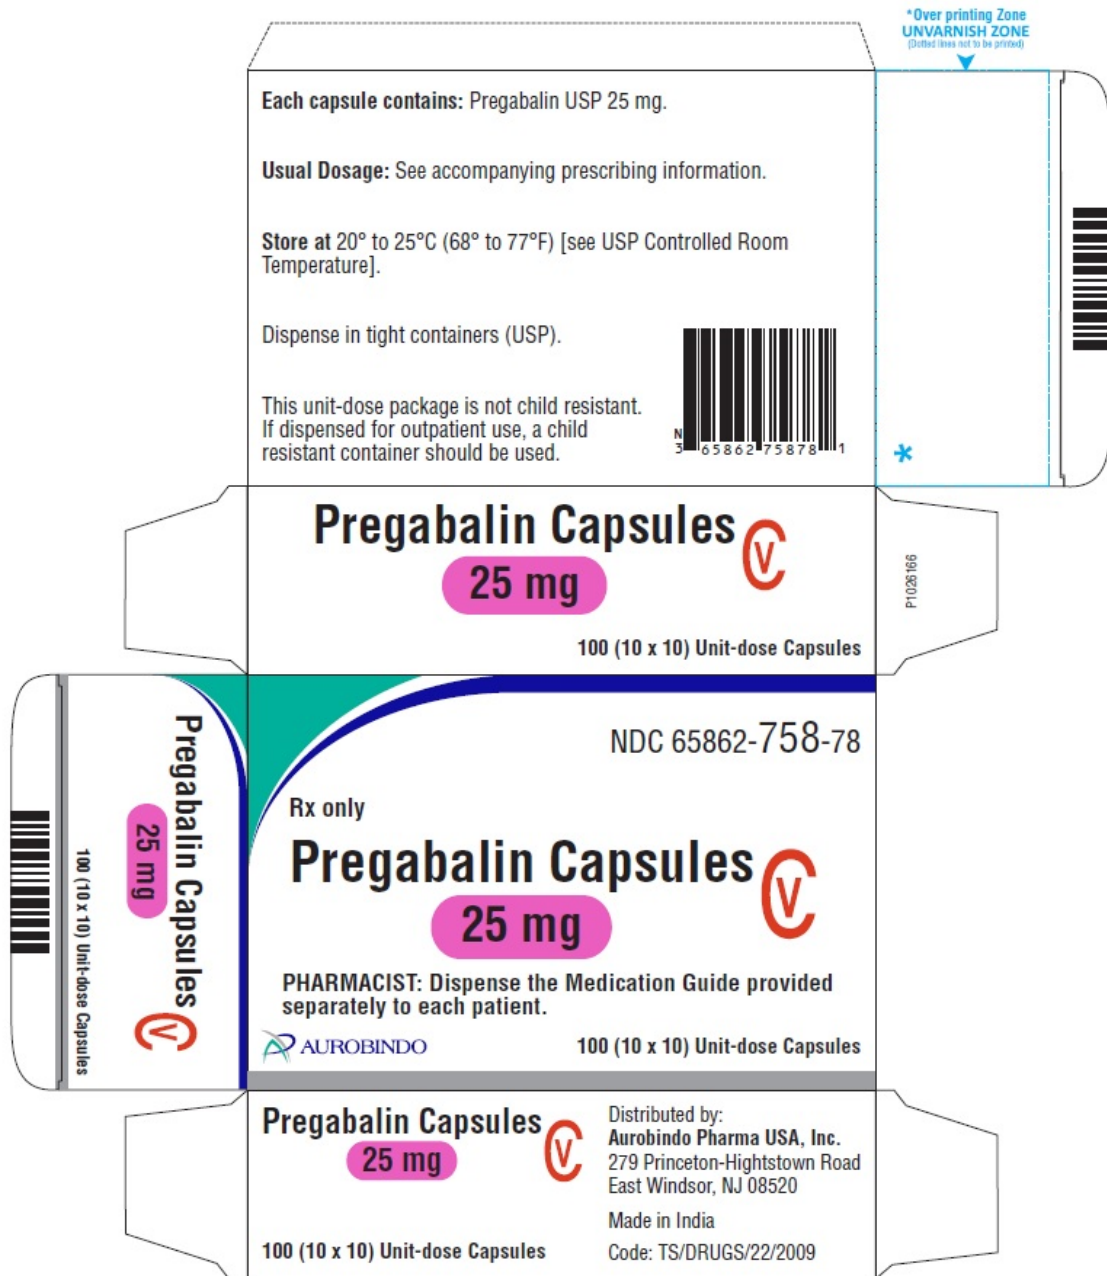 *Over printing Zone
UNVARNISH ZONE
(Dotted lines not to be printed)
Each capsule contains: Pregabalin USP 25 mg.
Usual Dosage: See accompanying prescribing information.
Store at 20° to 25°C (68° to 77°F) [see USP Controlled Room
Temperature].
Dispense in tight containers (USP).
This unit-dose package is not child resistant.
If dispensed for outpatient use, a child
resistant container should be used.
N
3 65862 75878 1
*
Pregabalin Capsules CV
25 mg
100 (10 x 10) Unit-dose Capsules
P1026166
Pregabalin Capsules CV
25 mg
100 (10 x 10) Unit-dose Capsules
NDC 65862-758-78
Rx only
Pregabalin Capsules CV
25 mg
PHARMACIST: Dispense the Medication Guide provided
separately to each patient.
AUROBINDO
100 (10 x 10) Unit-dose Capsules
Pregabalin Capsules CV
25 mg
100 (10 x 10) Unit-dose Capsules
Distributed by:
Aurobindo Pharma USA, Inc.
279 Princeton-Hightstown Road
East Windsor, NJ 08520
Made in India
Code: TS/DRUGS/22/2009